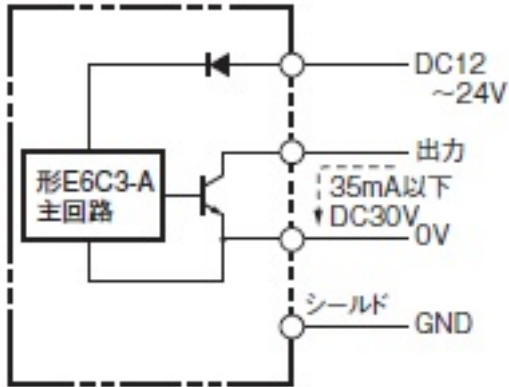 DC12
～24V
出力
形E6C3-A
主回路
35mA以下
DC30V
0V
シールド
GND